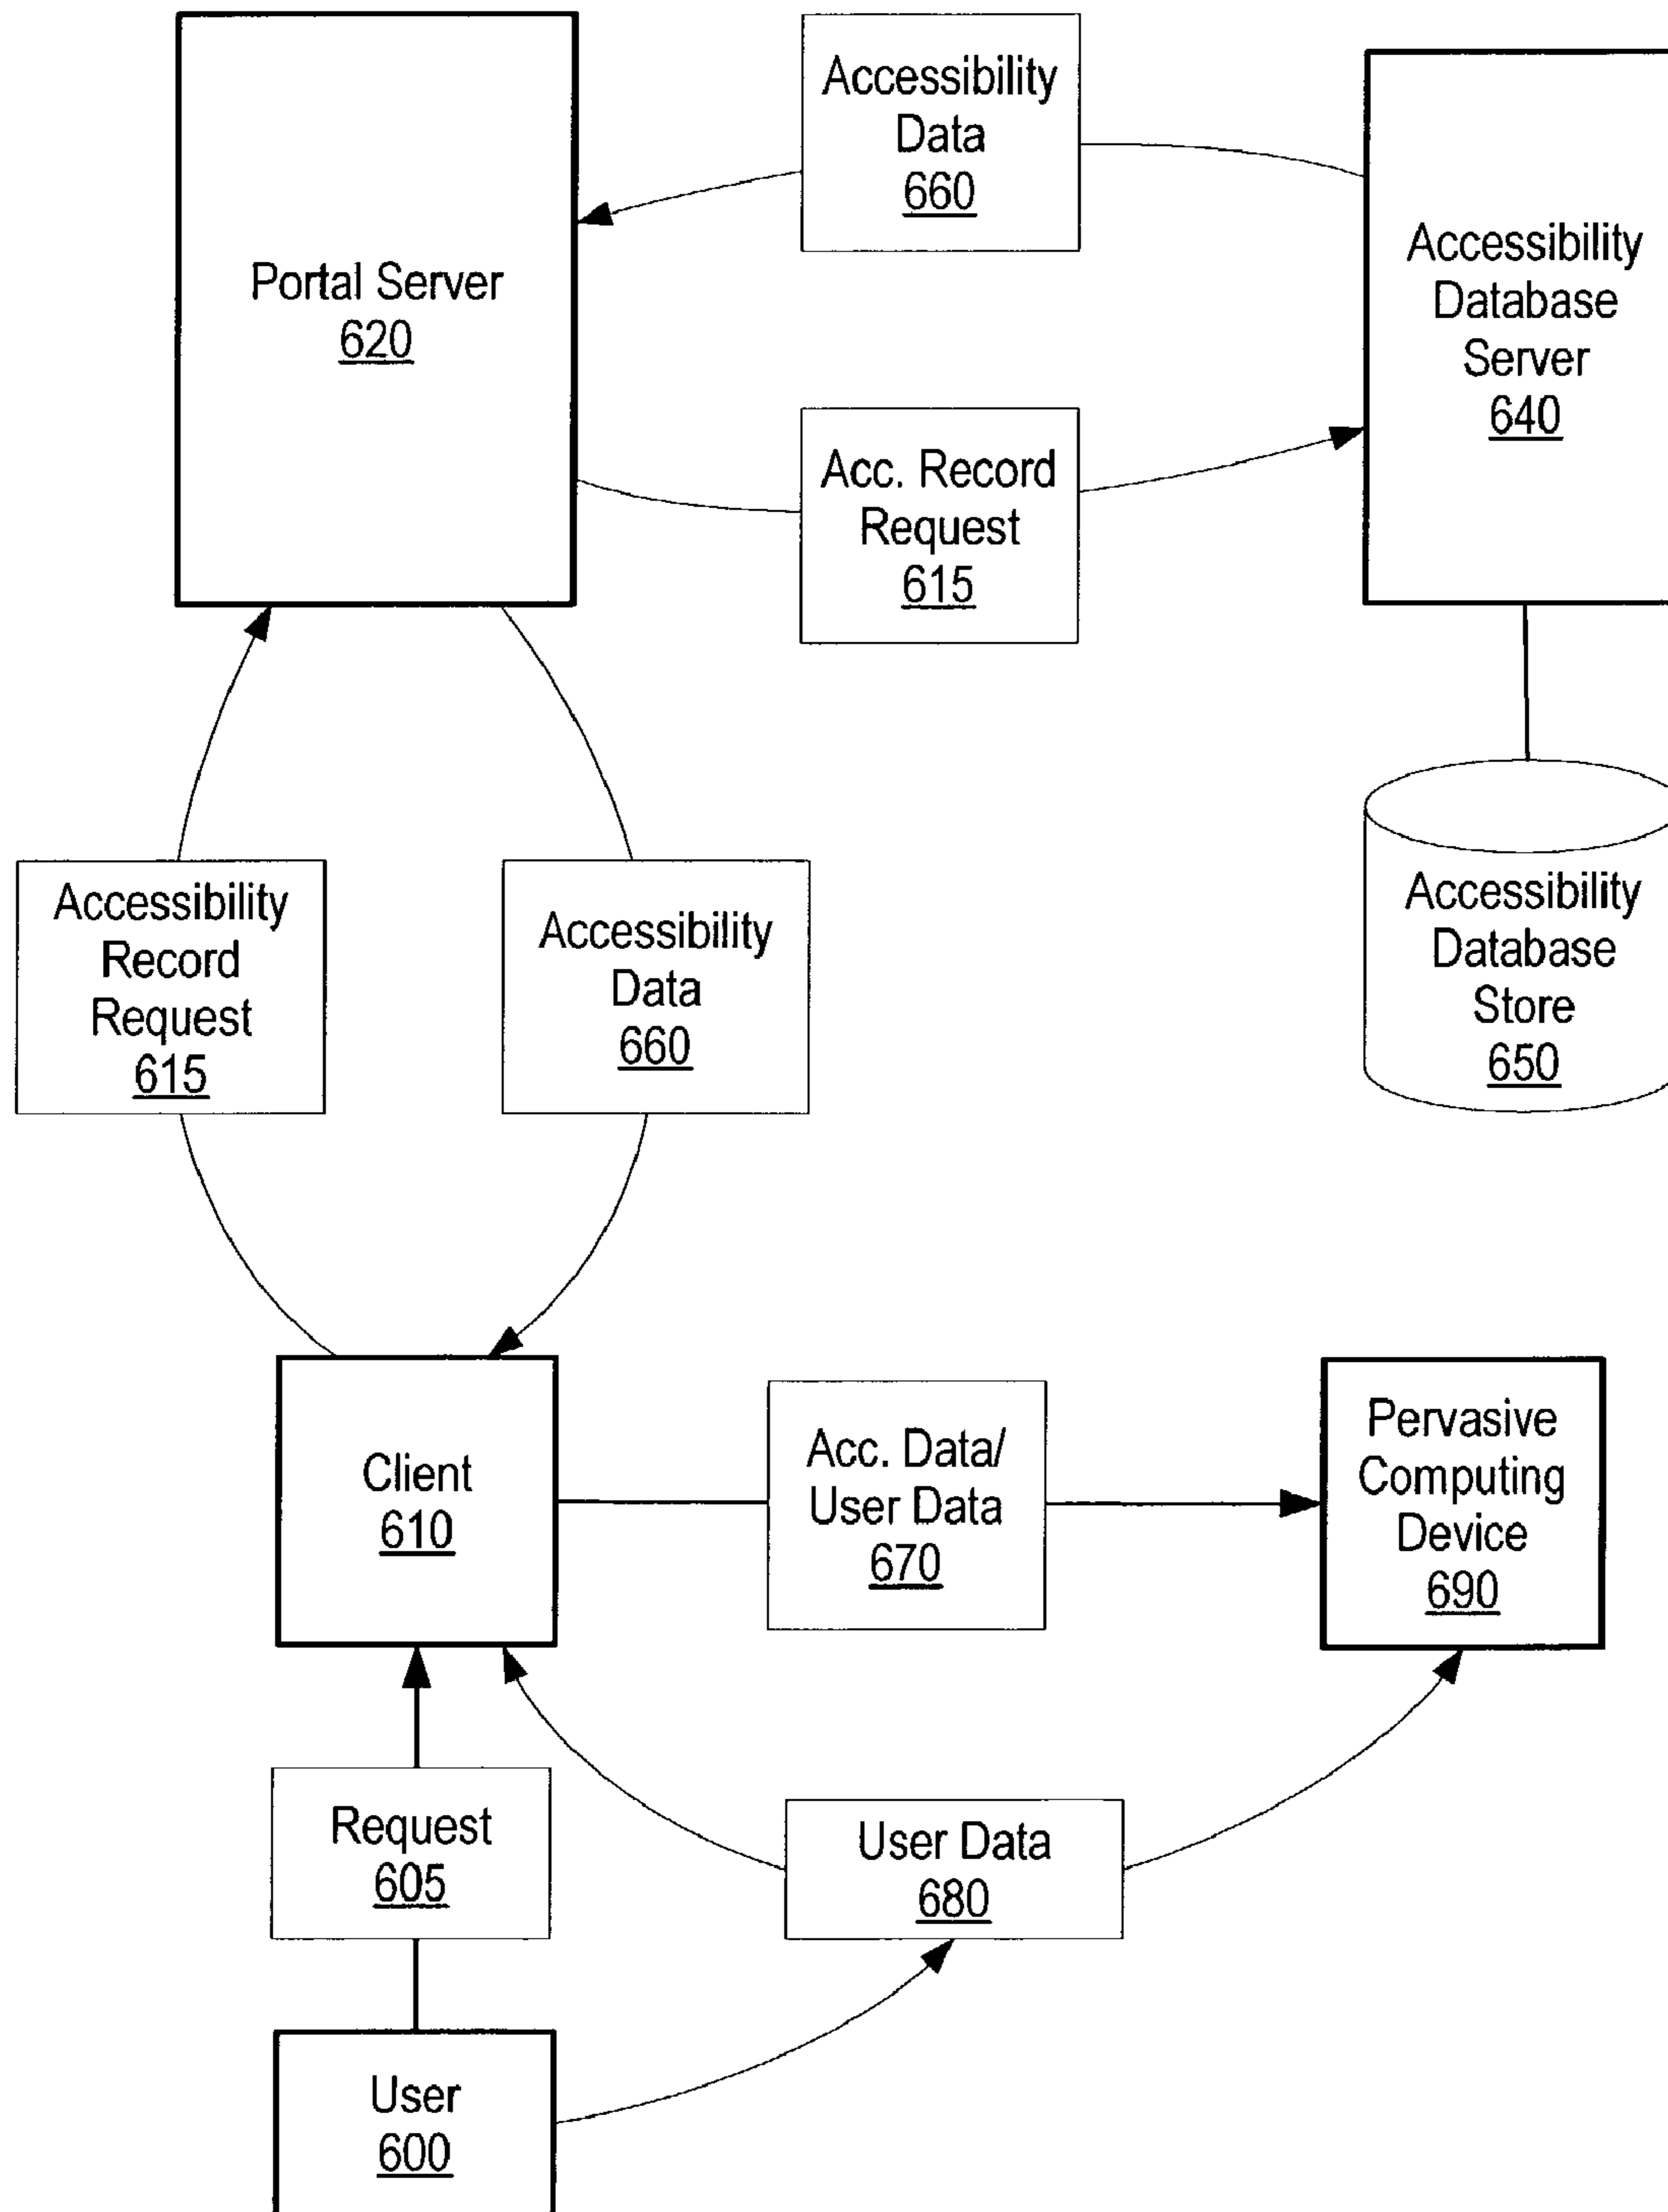 Portal Server
620
Accessibility
Data
660
Accessibility
Database
Server
640
Acc. Record
Request
615
Accessibility
Record
Request
615
Accessibility
Data
660
Accessibility
Database
Store
650
Client
610
Acc. Data/
User Data
670
Pervasive
Computing
Device
690
Request
605
User Data
680
User
600